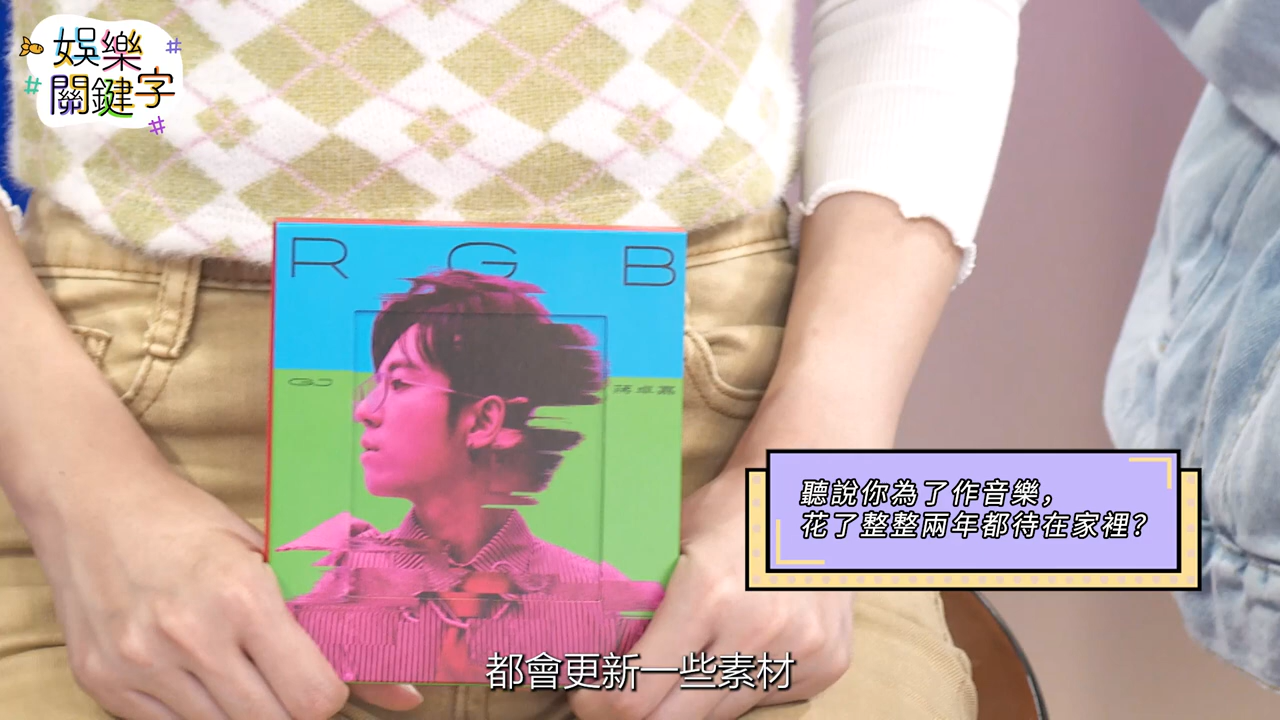 娛樂
關鍵字
R G B
GJ 蔣卓嘉
聽說你為了作音樂，
花了整整兩年都待在家裡？
都會更新一些素材